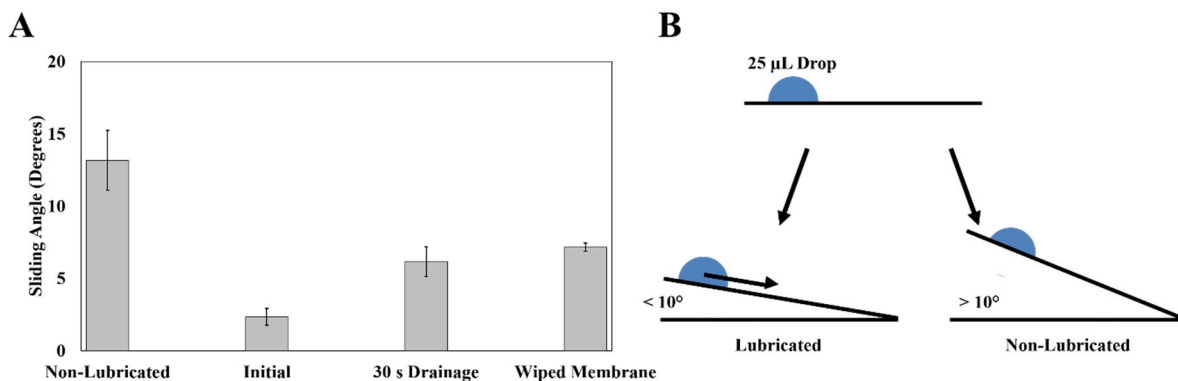 A
B
20
15
10
5
0
Sliding Angle (Degrees)
Non-Lubricated
Initial
30 s Drainage
Wiped Membrane
25 µL Drop
< 10°
> 10°
Lubricated
Non-Lubricated